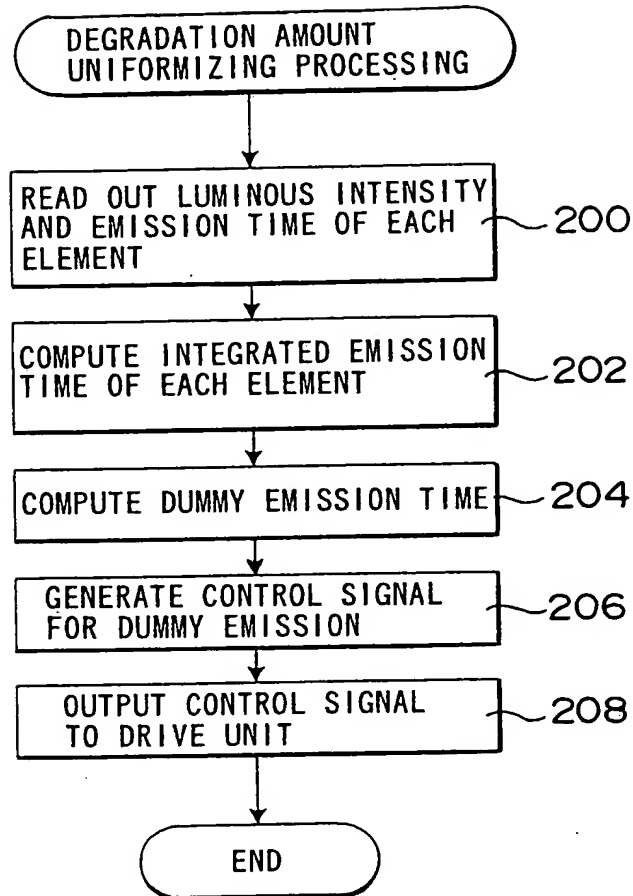 DEGRADATION AMOUNT
UNIFORMIZING PROCESSING
READ OUT LUMINOUS INTENSITY
AND EMISSION TIME OF EACH
ELEMENT
200
COMPUTE INTEGRATED EMISSION
TIME OF EACH ELEMENT
202
COMPUTE DUMMY EMISSION TIME
204
GENERATE CONTROL SIGNAL
FOR DUMMY EMISSION
206
OUTPUT CONTROL SIGNAL
TO DRIVE UNIT
208
END